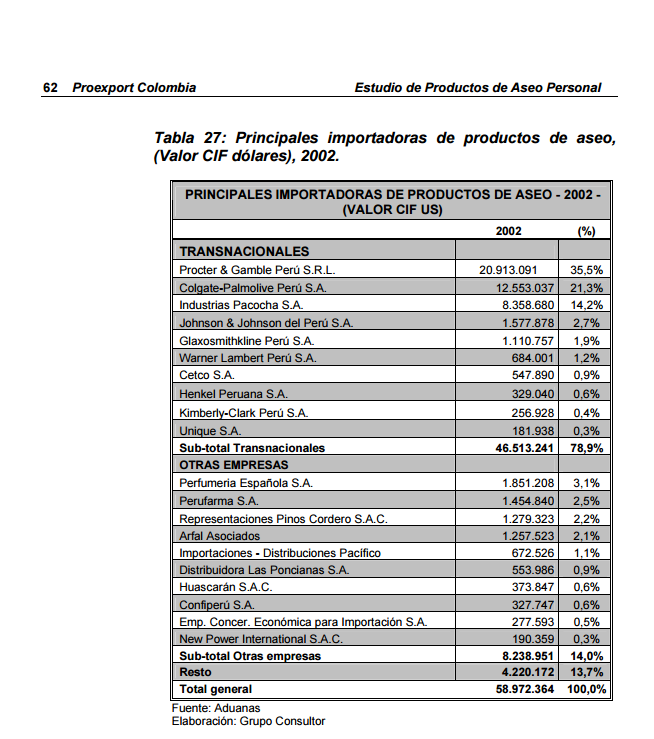 62 Proexport Colombia Estudio de Productos de Aseo Personal
Tabla 27: Principales importadoras de productos de aseo,
(Valor CIF dólares), 2002.
PRINCIPALES IMPORTADORAS DE PRODUCTOS DE ASEO - 2002 -
(VALOR CIF US)
2002 (%)
TRANSNACIONALES
Procter & Gamble Perú S.R.L. 20.913.091 35,5%
Colgate-Palmolive Perú S.A. 12.553.037 21,3%
Industrias Pacocha S.A. 8.358.680 14,2%
Johnson & Johnson del Perú S.A. 1.577.878 2,7%
Glaxosmithkline Perú S.A. 1.110.757 1,9%
Warner Lambert Perú S.A. 684.001 1,2%
Cetco S.A. 547.890 0,9%
Henkel Peruana S.A. 329.040 0,6%
Kimberly-Clark Perú S.A. 256.928 0,4%
Unique S.A. 181.938 0,3%
Sub-total Transnacionales 46.513.241 78,9%
OTRAS EMPRESAS
Perfumeria Española S.A. 1.851.208 3,1%
Perufarma S.A. 1.454.840 2,5%
Representaciones Pinos Cordero S.A.C. 1.279.323 2,2%
Arfal Asociados 1.257.523 2,1%
Importaciones - Distribuciones Pacífico 672.526 1,1%
Distribuidora Las Poncianas S.A. 553.986 0,9%
Huascarán S.A.C. 373.847 0,6%
Confiperú S.A. 327.747 0,6%
Emp. Concer. Económica para Importación S.A. 277.593 0,5%
New Power International S.A.C. 190.359 0,3%
Sub-total Otras empresas 8.238.951 14,0%
Resto 4.220.172 13,7%
Total general 58.972.364 100,0%
Fuente: Aduanas
Elaboración: Grupo Consultor